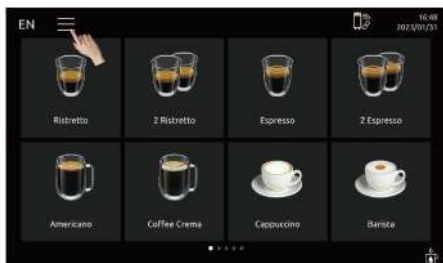 EN
16:48
2023/01/31
Ristretto
2 Ristretto
Espresso
2 Espresso
Americano
Coffee Crema
Cappuccino
Barista